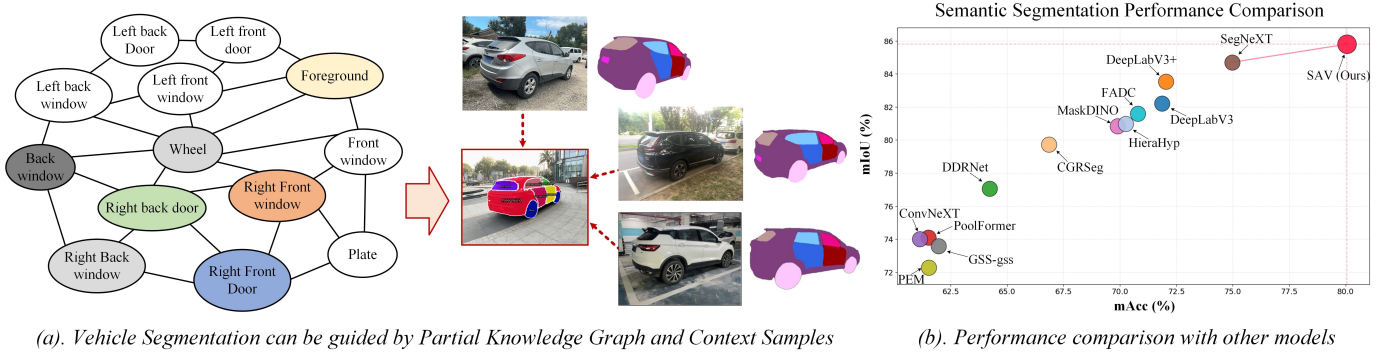 Left back
Door
Left front
door
Foreground
Left back
window
Left front
window
Wheel
Front
window
Back
window
Right back door
Right Front
window
Right Back
window
Right Front
Door
Plate
(a). Vehicle Segmentation can be guided by Partial Knowledge Graph and Context Samples
Semantic Segmentation Performance Comparison
mIoU (%)
86
84
82
80
78
76
74
72
SegNeXT
SAV (Ours)
DeepLabV3+
FADC
MaskDINO
DeepLabV3
HieraHyp
CGRSeg
DDRNet
ConvNeXT
PoolFormer
GSS-gss
PEM
62.5 65.0 67.5 70.0 72.5 75.0 77.5 80.0
mAcc (%)
(b). Performance comparison with other models